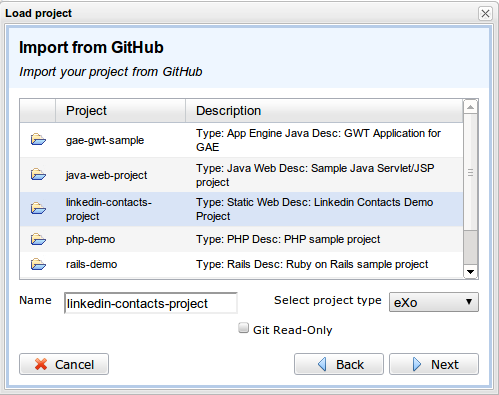 Load project
Import from GitHub
Import your project from GitHub
Project Description
gae-gwt-sample Type: App Engine Java Desc: GWT Application for
GAE
java-web-project Type: Java Web Desc: Sample Java Servlet/JSP
project
linkedin-contacts- Type: Static Web Desc: Linkedin Contacts Demo
project Project
php-demo Type: PHP Desc: PHP sample project
rails-demo Type: Rails Desc: Ruby on Rails sample project
Name linkedin-contacts-project Select project type eXo
Git Read-Only
Cancel Back Next